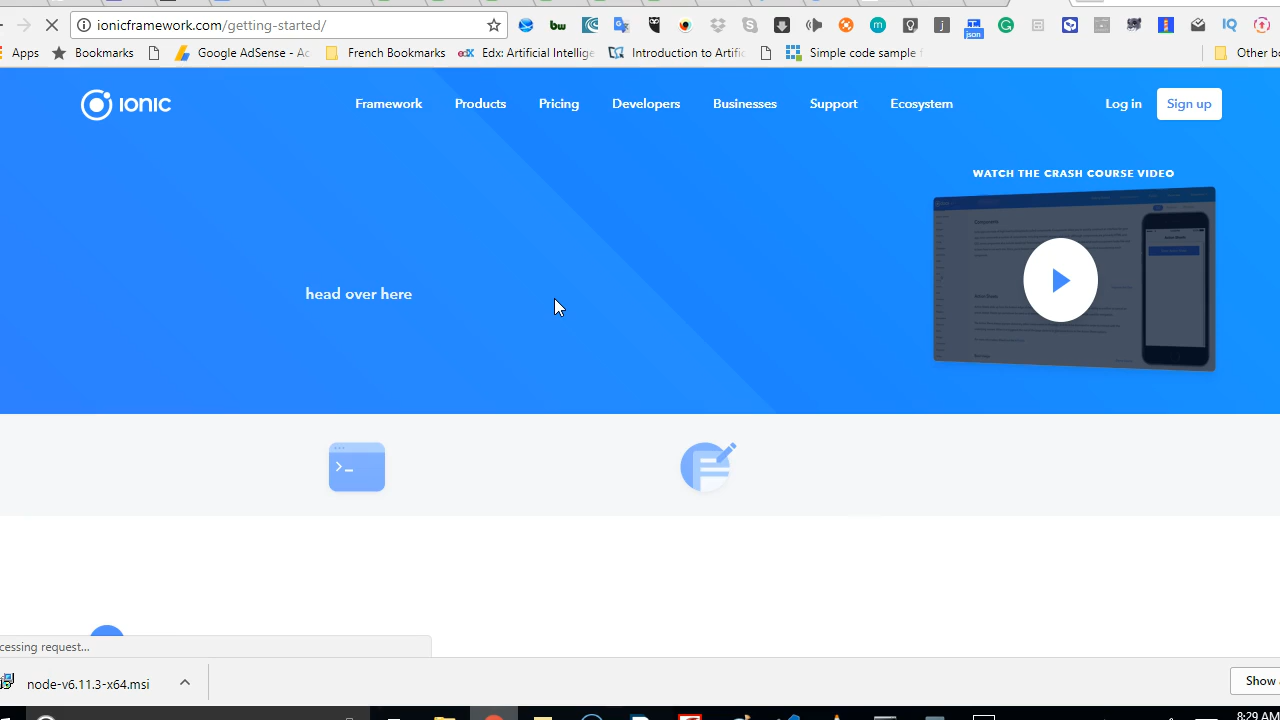 ionicframework.com/getting-started/
Apps Bookmarks Google AdSense - Ac French Bookmarks Edx: Artificial Intellige Introduction to Artific Simple code sample f Other b
IONIC Framework Products Pricing Developers Businesses Support Ecosystem Log in Sign up
WATCH THE CRASH COURSE VIDEO
head over here
cessing request...
node-v6.11.3-x64.msi
Show
8:29 AM